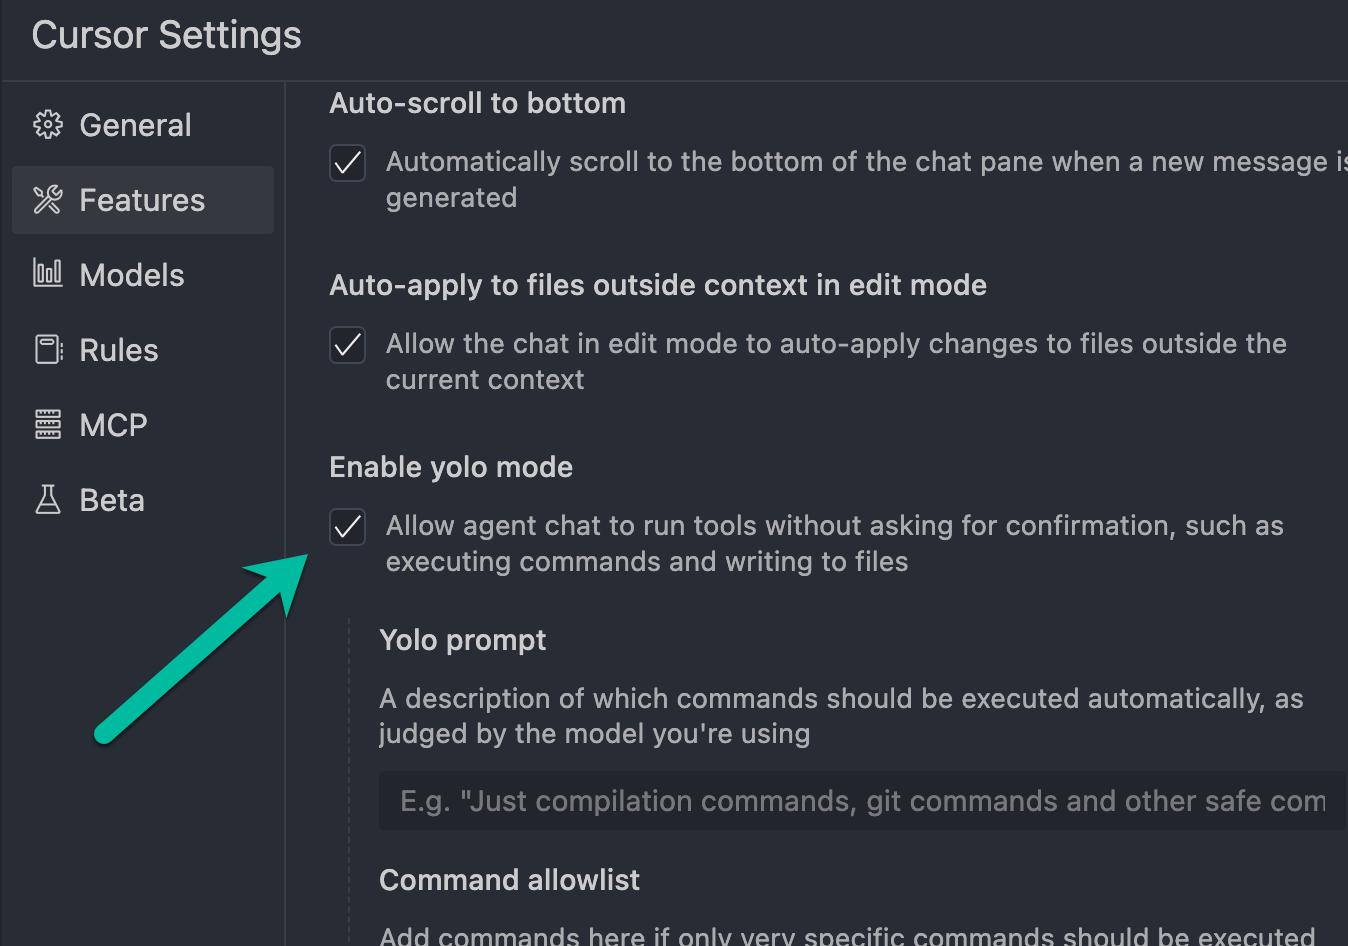 Cursor Settings
General
Features
Models
Rules
MCP
Beta
Auto-scroll to bottom
Automatically scroll to the bottom of the chat pane when a new message is
generated
Auto-apply to files outside context in edit mode
Allow the chat in edit mode to auto-apply changes to files outside the
current context
Enable yolo mode
Allow agent chat to run tools without asking for confirmation, such as
executing commands and writing to files
Yolo prompt
A description of which commands should be executed automatically, as
judged by the model you're using
E.g. "Just compilation commands, git commands and other safe com
Command allowlist
Add commands here if only very specific commands should be executed